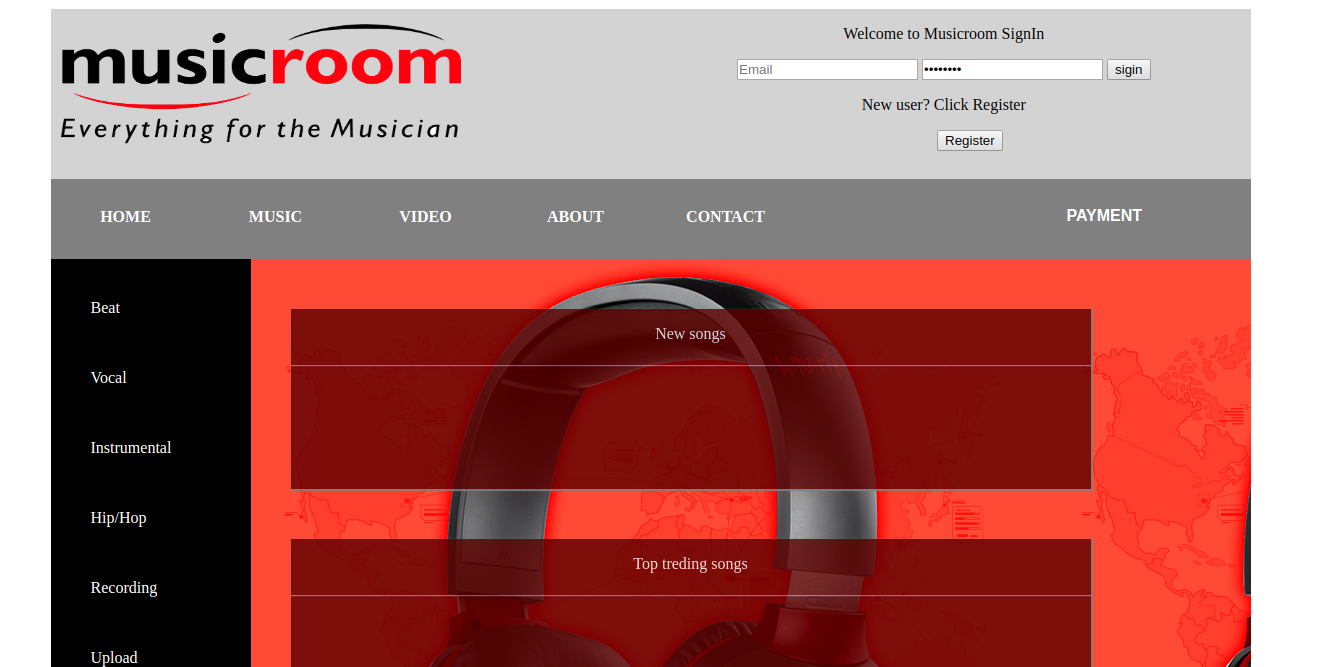 musicroom
Everything for the Musician
Welcome to Musicroom SignIn
Email •••••••• sigin
New user? Click Register
Register
HOME MUSIC VIDEO ABOUT CONTACT PAYMENT
Beat
Vocal
Instrumental
Hip/Hop
Recording
Upload
New songs
Top treding songs